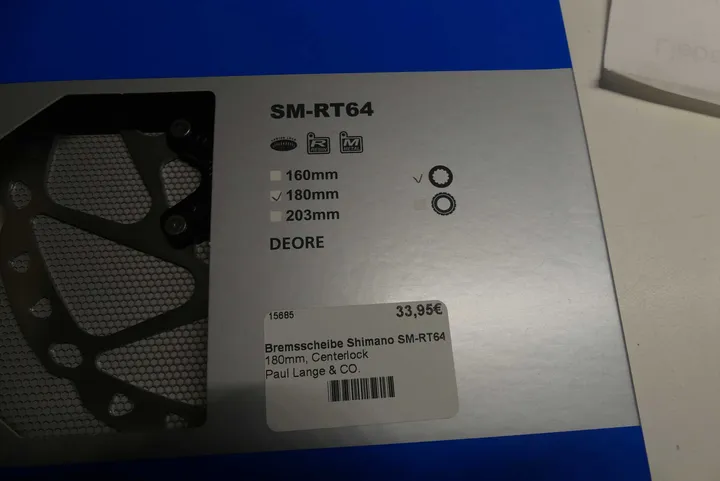 SM-RT64
160mm
180mm
203mm
DEORE
15685
33,95€
Bremsscheibe Shimano SM-RT64
180mm, Centerlock
Paul Lange & CO.